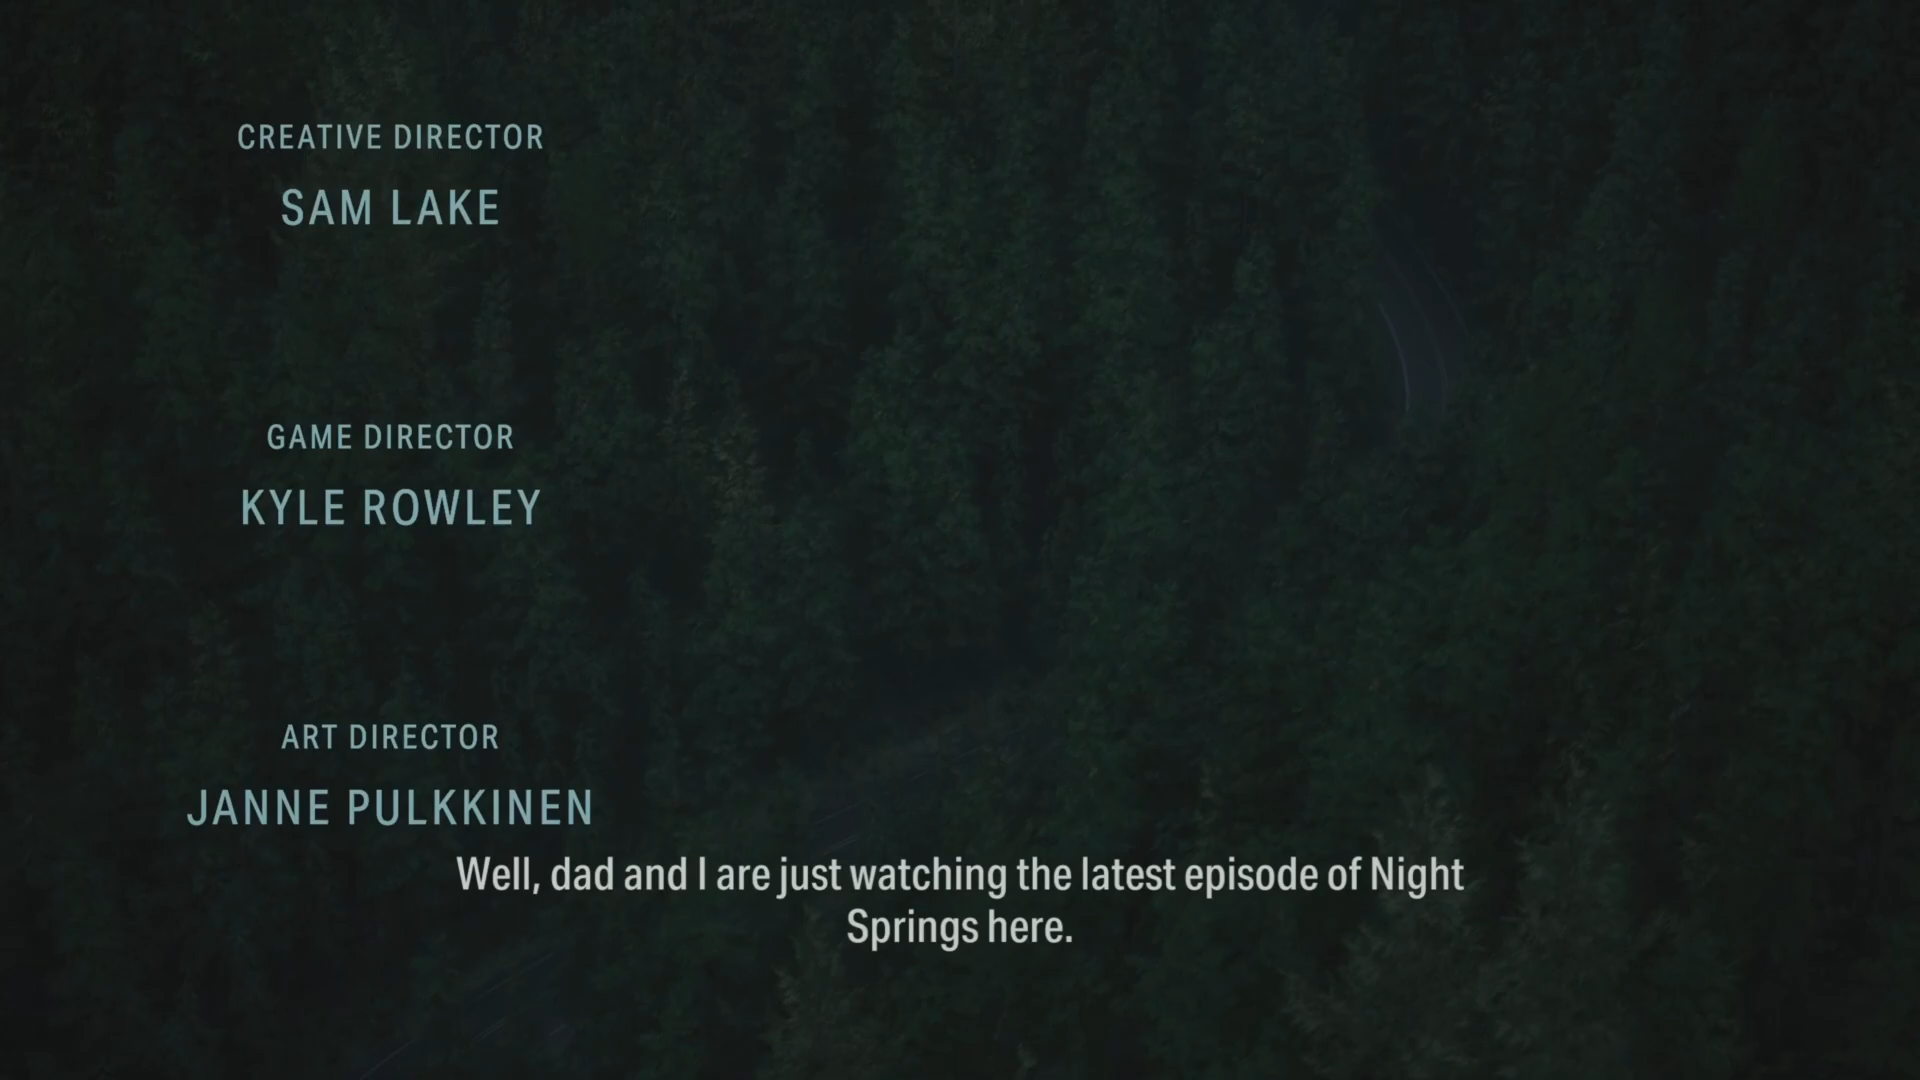 CREATIVE DIRECTOR
SAM LAKE
GAME DIRECTOR
KYLE ROWLEY
ART DIRECTOR
JANNE PULKKINEN
Well, dad and I are just watching the latest episode of Night
Springs here.